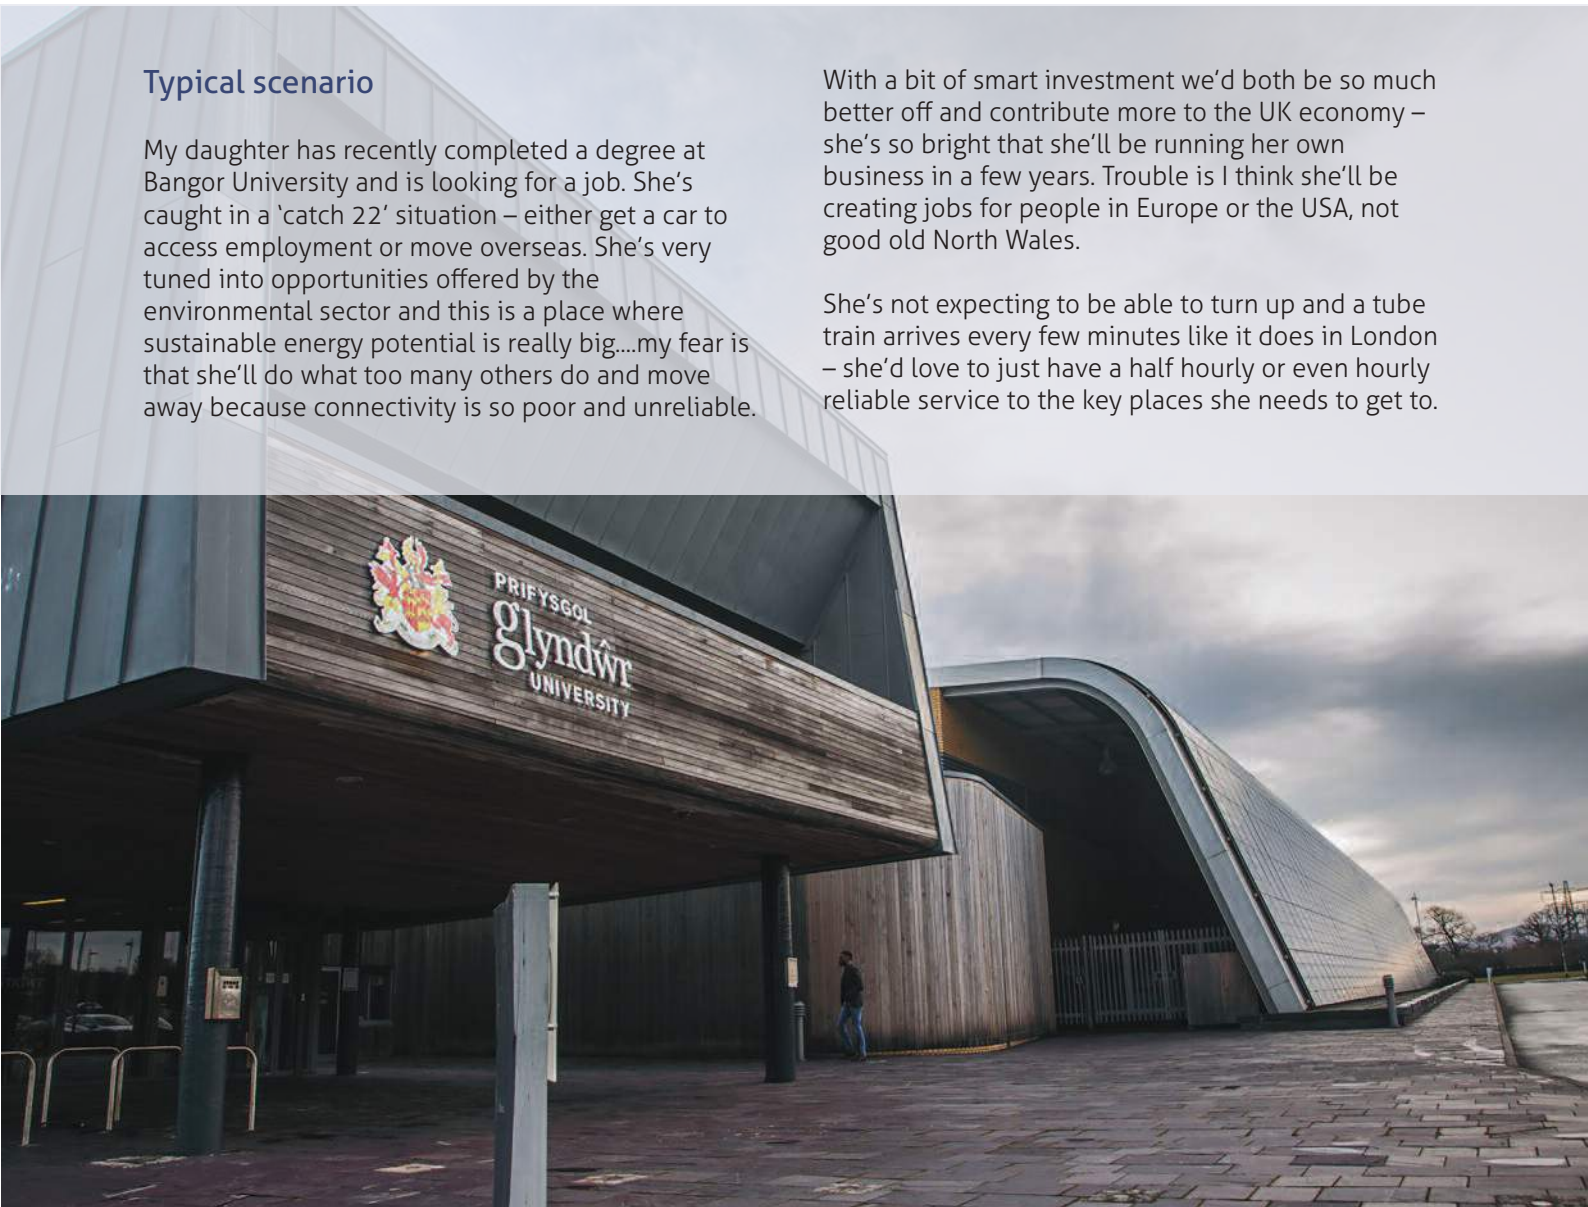 Typical scenario
My daughter has recently completed a degree at
Bangor University and is looking for a job. She’s
caught in a ‘catch 22’ situation – either get a car to
access employment or move overseas. She’s very
tuned into opportunities offered by the
environmental sector and this is a place where
sustainable energy potential is really big....my fear is
that she’ll do what too many others do and move
away because connectivity is so poor and unreliable.
With a bit of smart investment we’d both be so much
better off and contribute more to the UK economy –
she’s so bright that she’ll be running her own
business in a few years. Trouble is I think she’ll be
creating jobs for people in Europe or the USA, not
good old North Wales.
She’s not expecting to be able to turn up and a tube
train arrives every few minutes like it does in London
– she’d love to just have a half hourly or even hourly
reliable service to the key places she needs to get to.
PRIFYSGOL
glyndŵr
UNIVERSITY